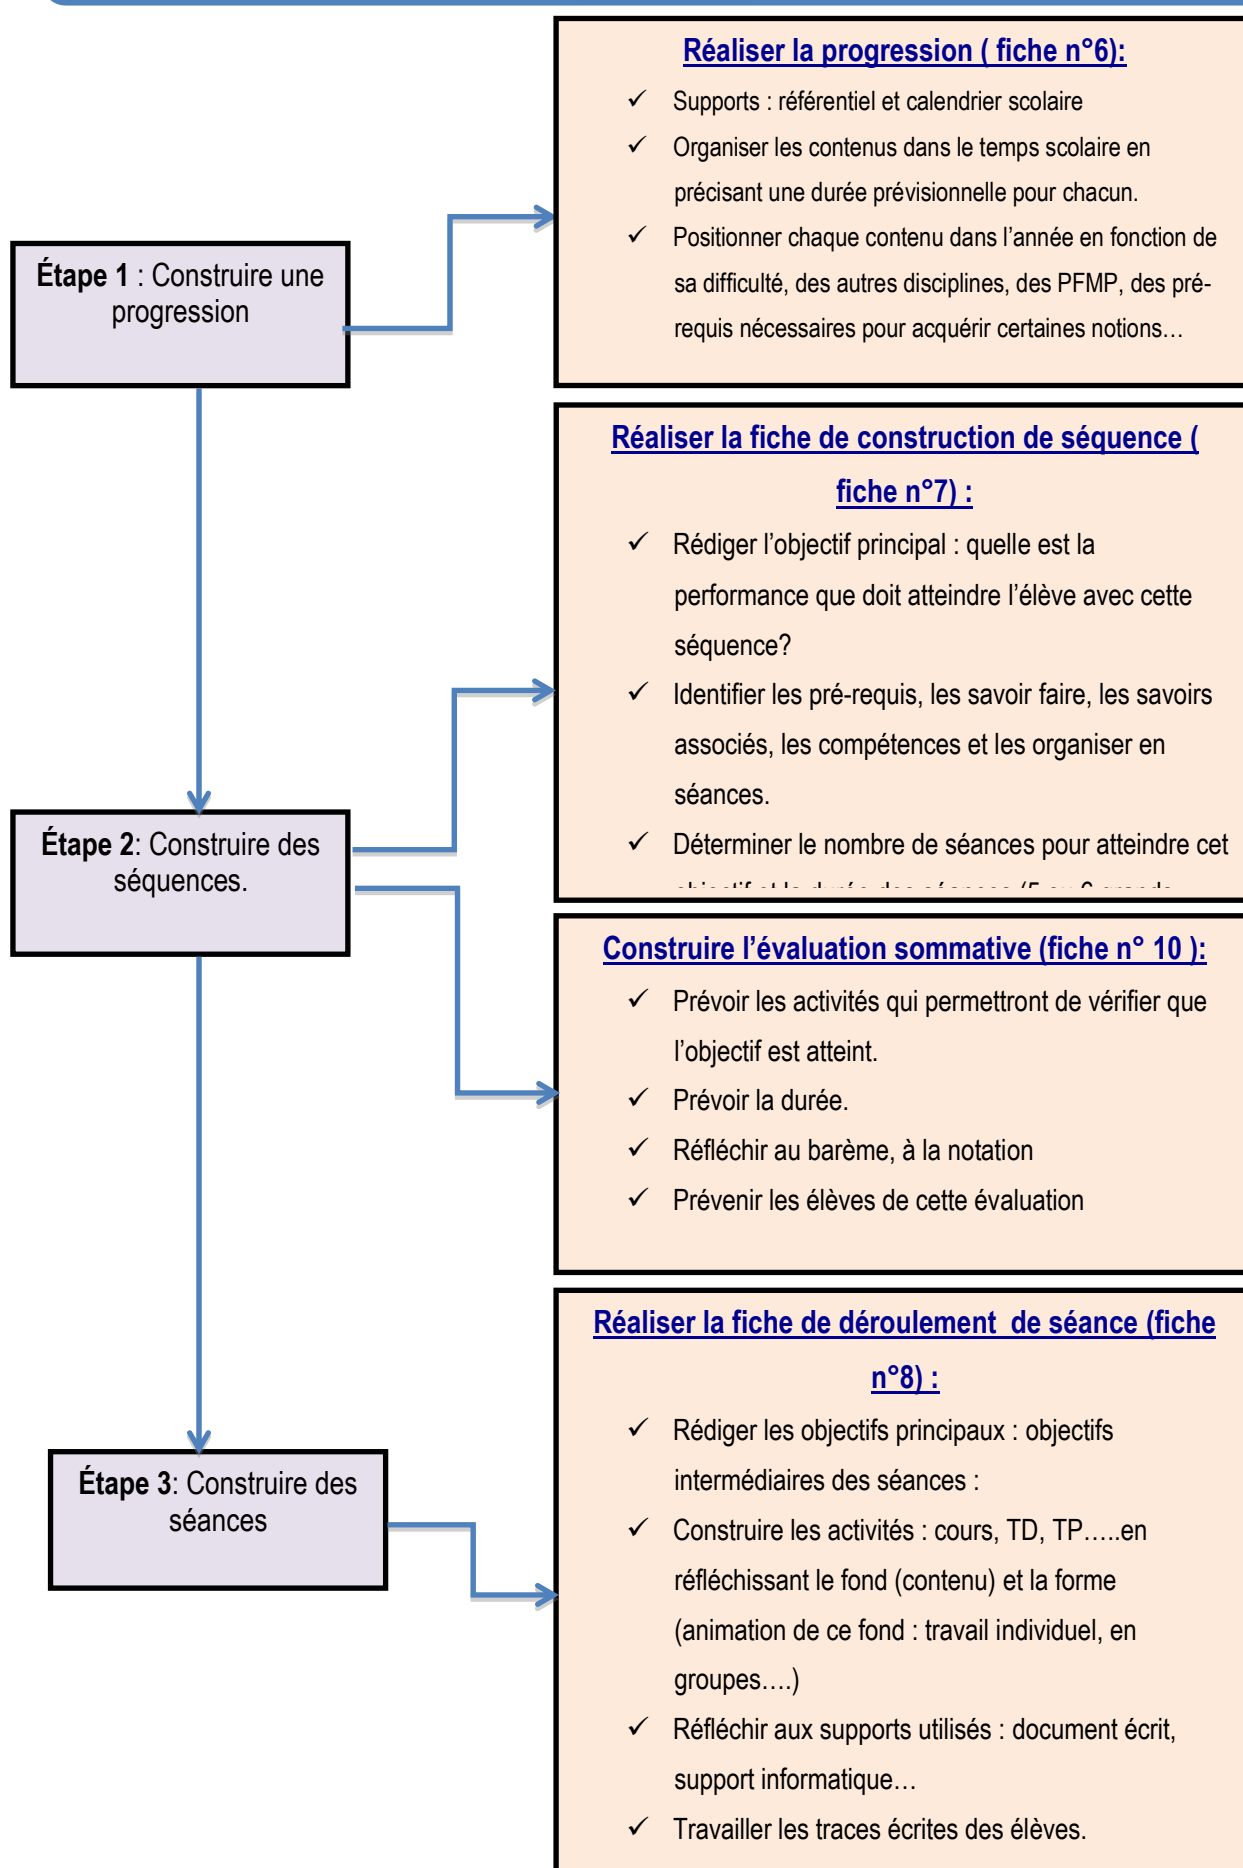 Réaliser la progression ( fiche n°6):
✓ Supports : référentiel et calendrier scolaire
✓ Organiser les contenus dans le temps scolaire en
précisant une durée prévisionnelle pour chacun.
✓ Positionner chaque contenu dans l’année en fonction de
sa difficulté, des autres disciplines, des PFMP, des pré-
requis nécessaires pour acquérir certaines notions…
Étape 1 : Construire une
progression
Réaliser la fiche de construction de séquence (
fiche n°7) :
✓ Rédiger l’objectif principal : quelle est la
performance que doit atteindre l’élève avec cette
séquence?
✓ Identifier les pré-requis, les savoir faire, les savoirs
associés, les compétences et les organiser en
séances.
✓ Déterminer le nombre de séances pour atteindre cet
objectif et la durée des séances (5 ou 6 grands
Étape 2: Construire des
séquences.
Construire l’évaluation sommative (fiche n° 10 ):
✓ Prévoir les activités qui permettront de vérifier que
l’objectif est atteint.
✓ Prévoir la durée.
✓ Réfléchir au barème, à la notation
✓ Prévenir les élèves de cette évaluation
Réaliser la fiche de déroulement  de séance (fiche
n°8) :
✓ Rédiger les objectifs principaux : objectifs
intermédiaires des séances :
✓ Construire les activités : cours, TD, TP…..en
réfléchissant le fond (contenu) et la forme
(animation de ce fond : travail individuel, en
groupes….)
✓ Réfléchir aux supports utilisés : document écrit,
support informatique…
✓ Travailler les traces écrites des élèves.
Étape 3: Construire des
séances